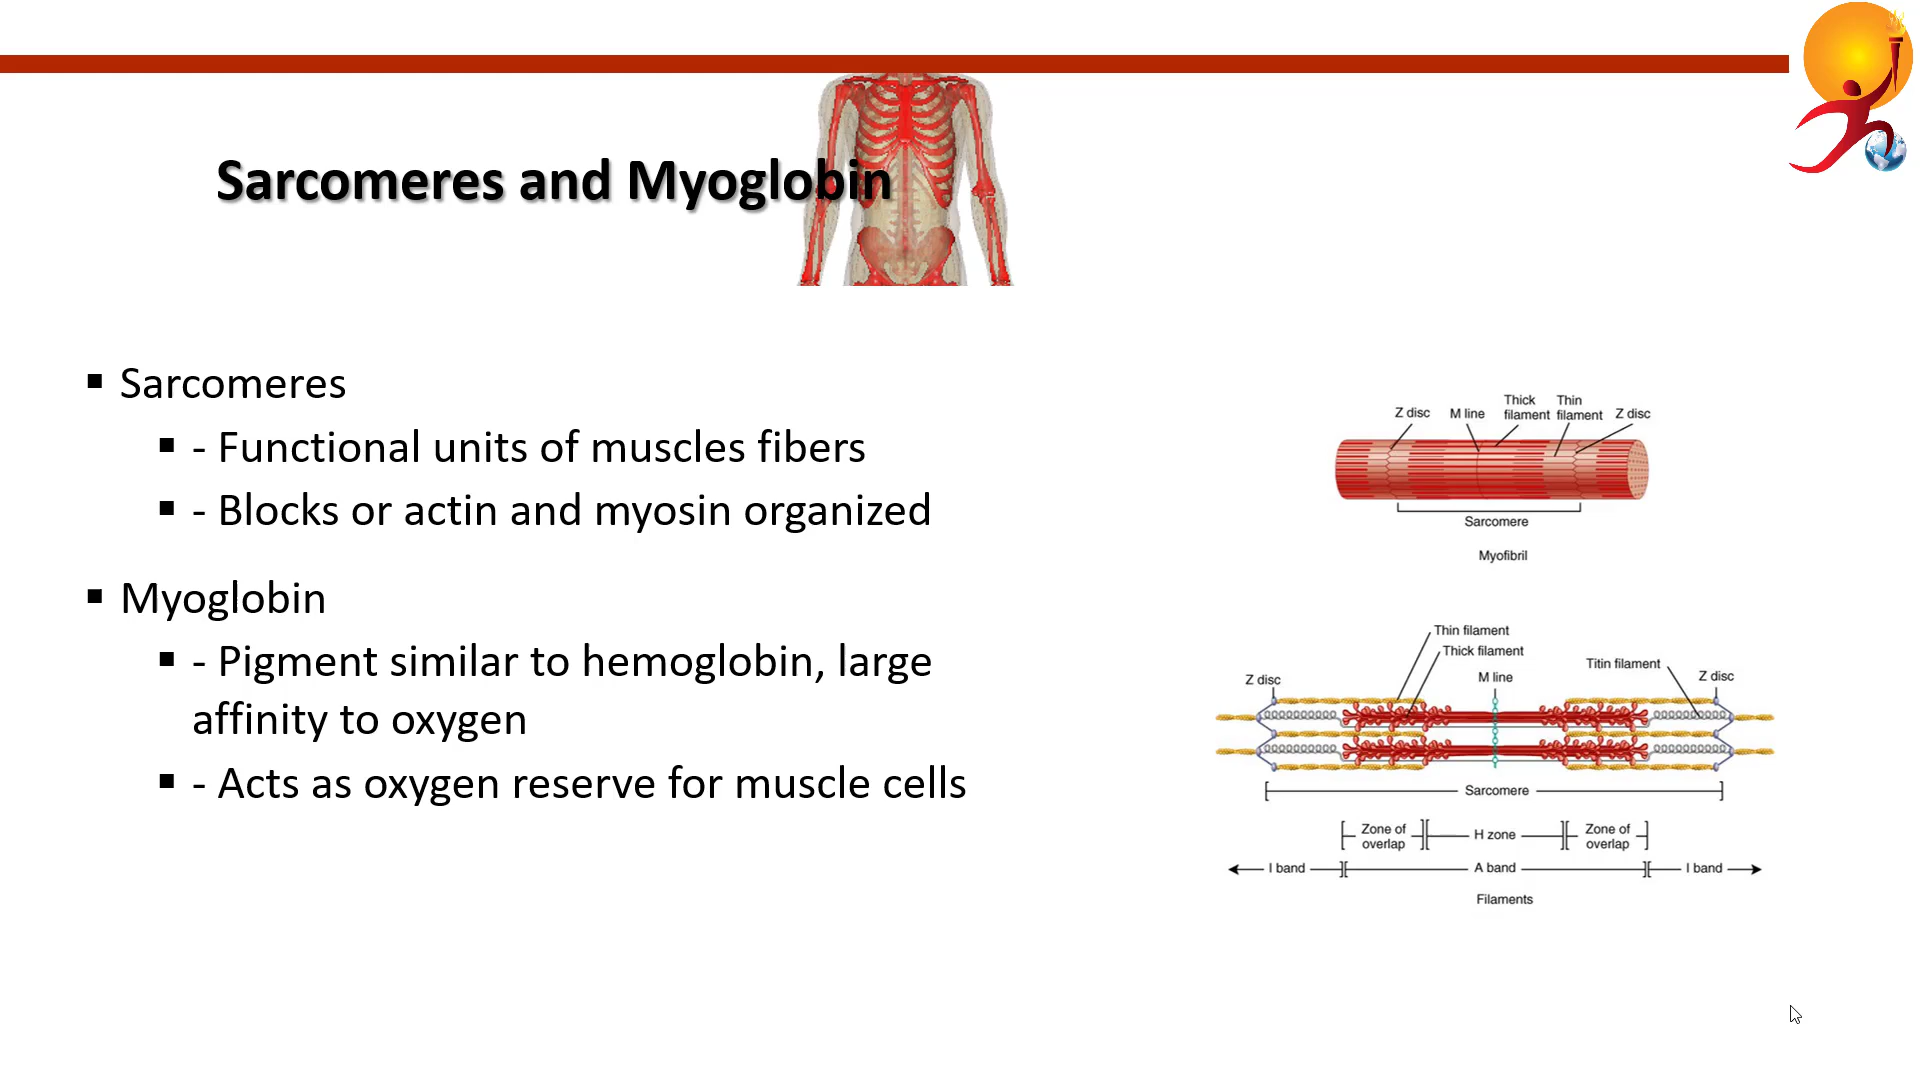 Sarcomeres and Myoglobin
▪ Sarcomeres
▪ - Functional units of muscles fibers
▪ - Blocks or actin and myosin organized
▪ Myoglobin
▪ - Pigment similar to hemoglobin, large
affinity to oxygen
▪ - Acts as oxygen reserve for muscle cells
Thick Thin
Z disc M line filament filament Z disc
Sarcomere
Myofibril
Thin filament
Thick filament
Titin filament
Z disc M line Z disc
Sarcomere
Zone of overlap H zone Zone of overlap
I band A band I band
Filaments